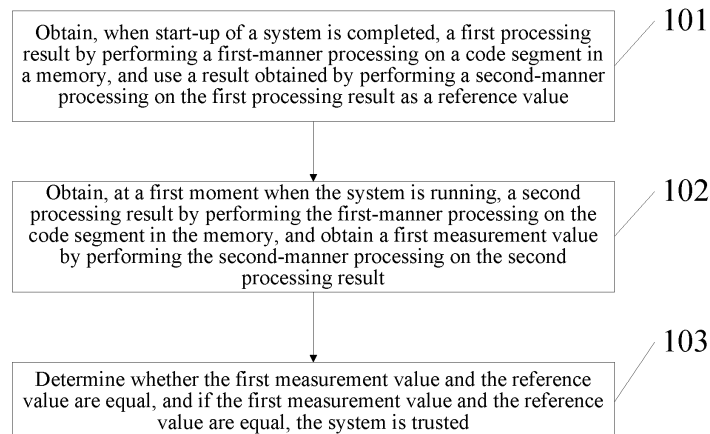 Obtain, when start-up of a system is completed, a first processing
result by performing a first-manner processing on a code segment in
a memory, and use a result obtained by performing a second-manner
processing on the first processing result as a reference value
101
Obtain, at a first moment when the system is running, a second
processing result by performing the first-manner processing on the
code segment in the memory, and obtain a first measurement value
by performing the second-manner processing on the second
processing result
102
Determine whether the first measurement value and the reference
value are equal, and if the first measurement value and the reference
value are equal, the system is trusted
103